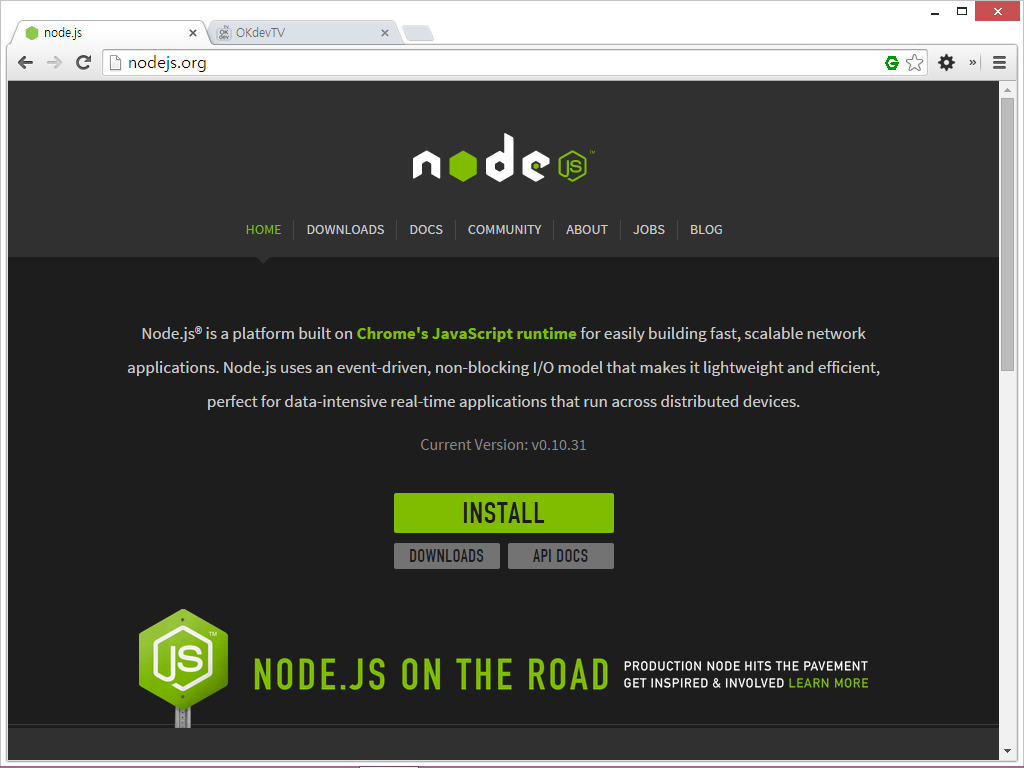 node.js
OKdevTV
nodejs.org
node JS ™
HOME
DOWNLOADS
DOCS
COMMUNITY
ABOUT
JOBS
BLOG
Node.js® is a platform built on Chrome's JavaScript runtime for easily building fast, scalable network
applications. Node.js uses an event-driven, non-blocking I/O model that makes it lightweight and efficient,
perfect for data-intensive real-time applications that run across distributed devices.
Current Version: v0.10.31
INSTALL
DOWNLOADS
API DOCS
JS ™
NODE.JS ON THE ROAD
PRODUCTION NODE HITS THE PAVEMENT
GET INSPIRED & INVOLVED LEARN MORE